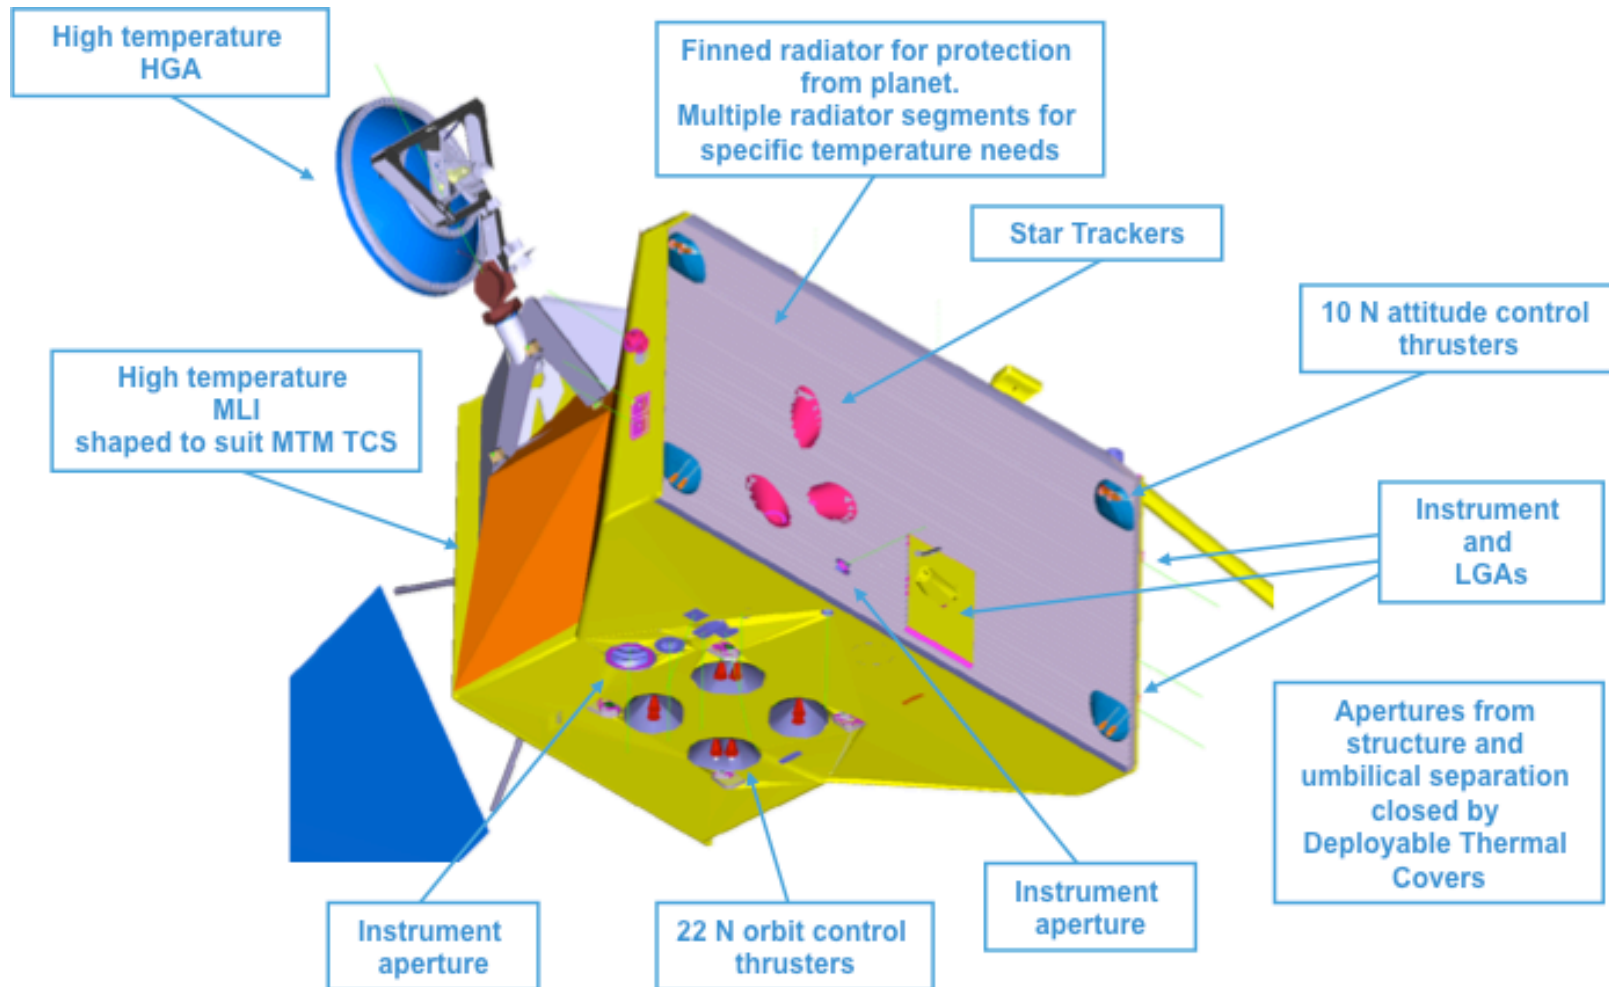 High temperature
HGA
Finned radiator for protection
from planet.
Multiple radiator segments for
specific temperature needs
Star Trackers
10 N attitude control
thrusters
High temperature
MLI
shaped to suit MTM TCS
Instrument
and
LGAs
Apertures from
structure and
umbilical separation
closed by
Deployable Thermal
Covers
Instrument
aperture
22 N orbit control
thrusters
Instrument
aperture